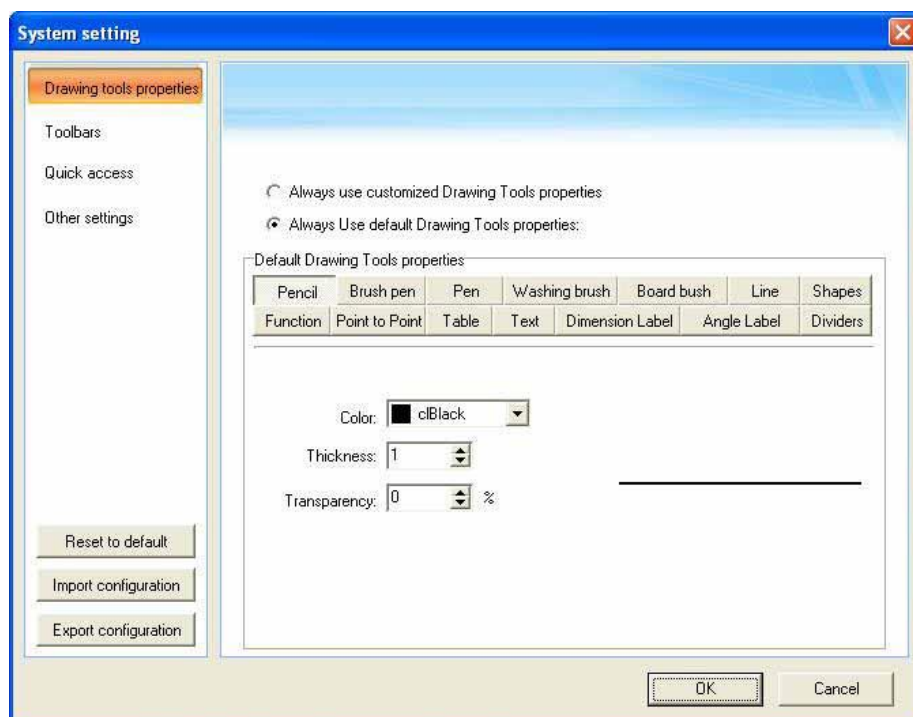 System setting
Drawing tools properties
Toolbars
Quick access
Other settings
Always use customized Drawing Tools properties
Always Use default Drawing Tools properties:
Default Drawing Tools properties
Pencil Brush pen Pen Washing brush Board bush Line Shapes
Function Point to Point Table Text Dimension Label Angle Label Dividers
Color: clBlack
Thickness: 1
Transparency: 0 %
Reset to default
Import configuration
Export configuration
OK Cancel